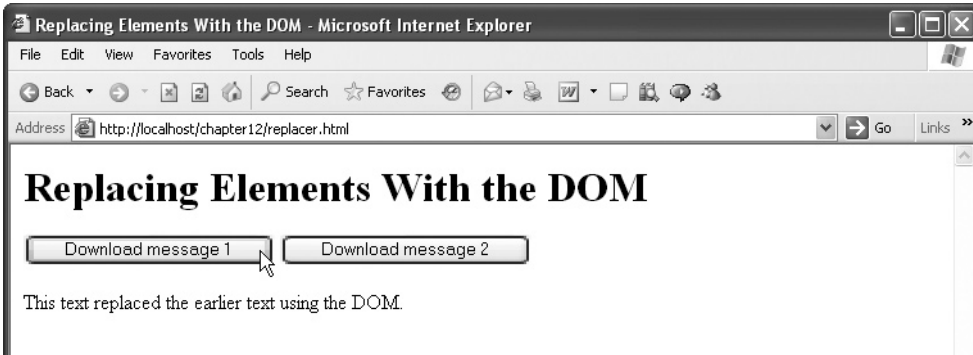 Replacing Elements With the DOM - Microsoft Internet Explorer
File Edit View Favorites Tools Help
Back Search Favorites W
Address http://localhost/chapter12/replacer.html Go Links »
Replacing Elements With the DOM
Download message 1 Download message 2
This text replaced the earlier text using the DOM.